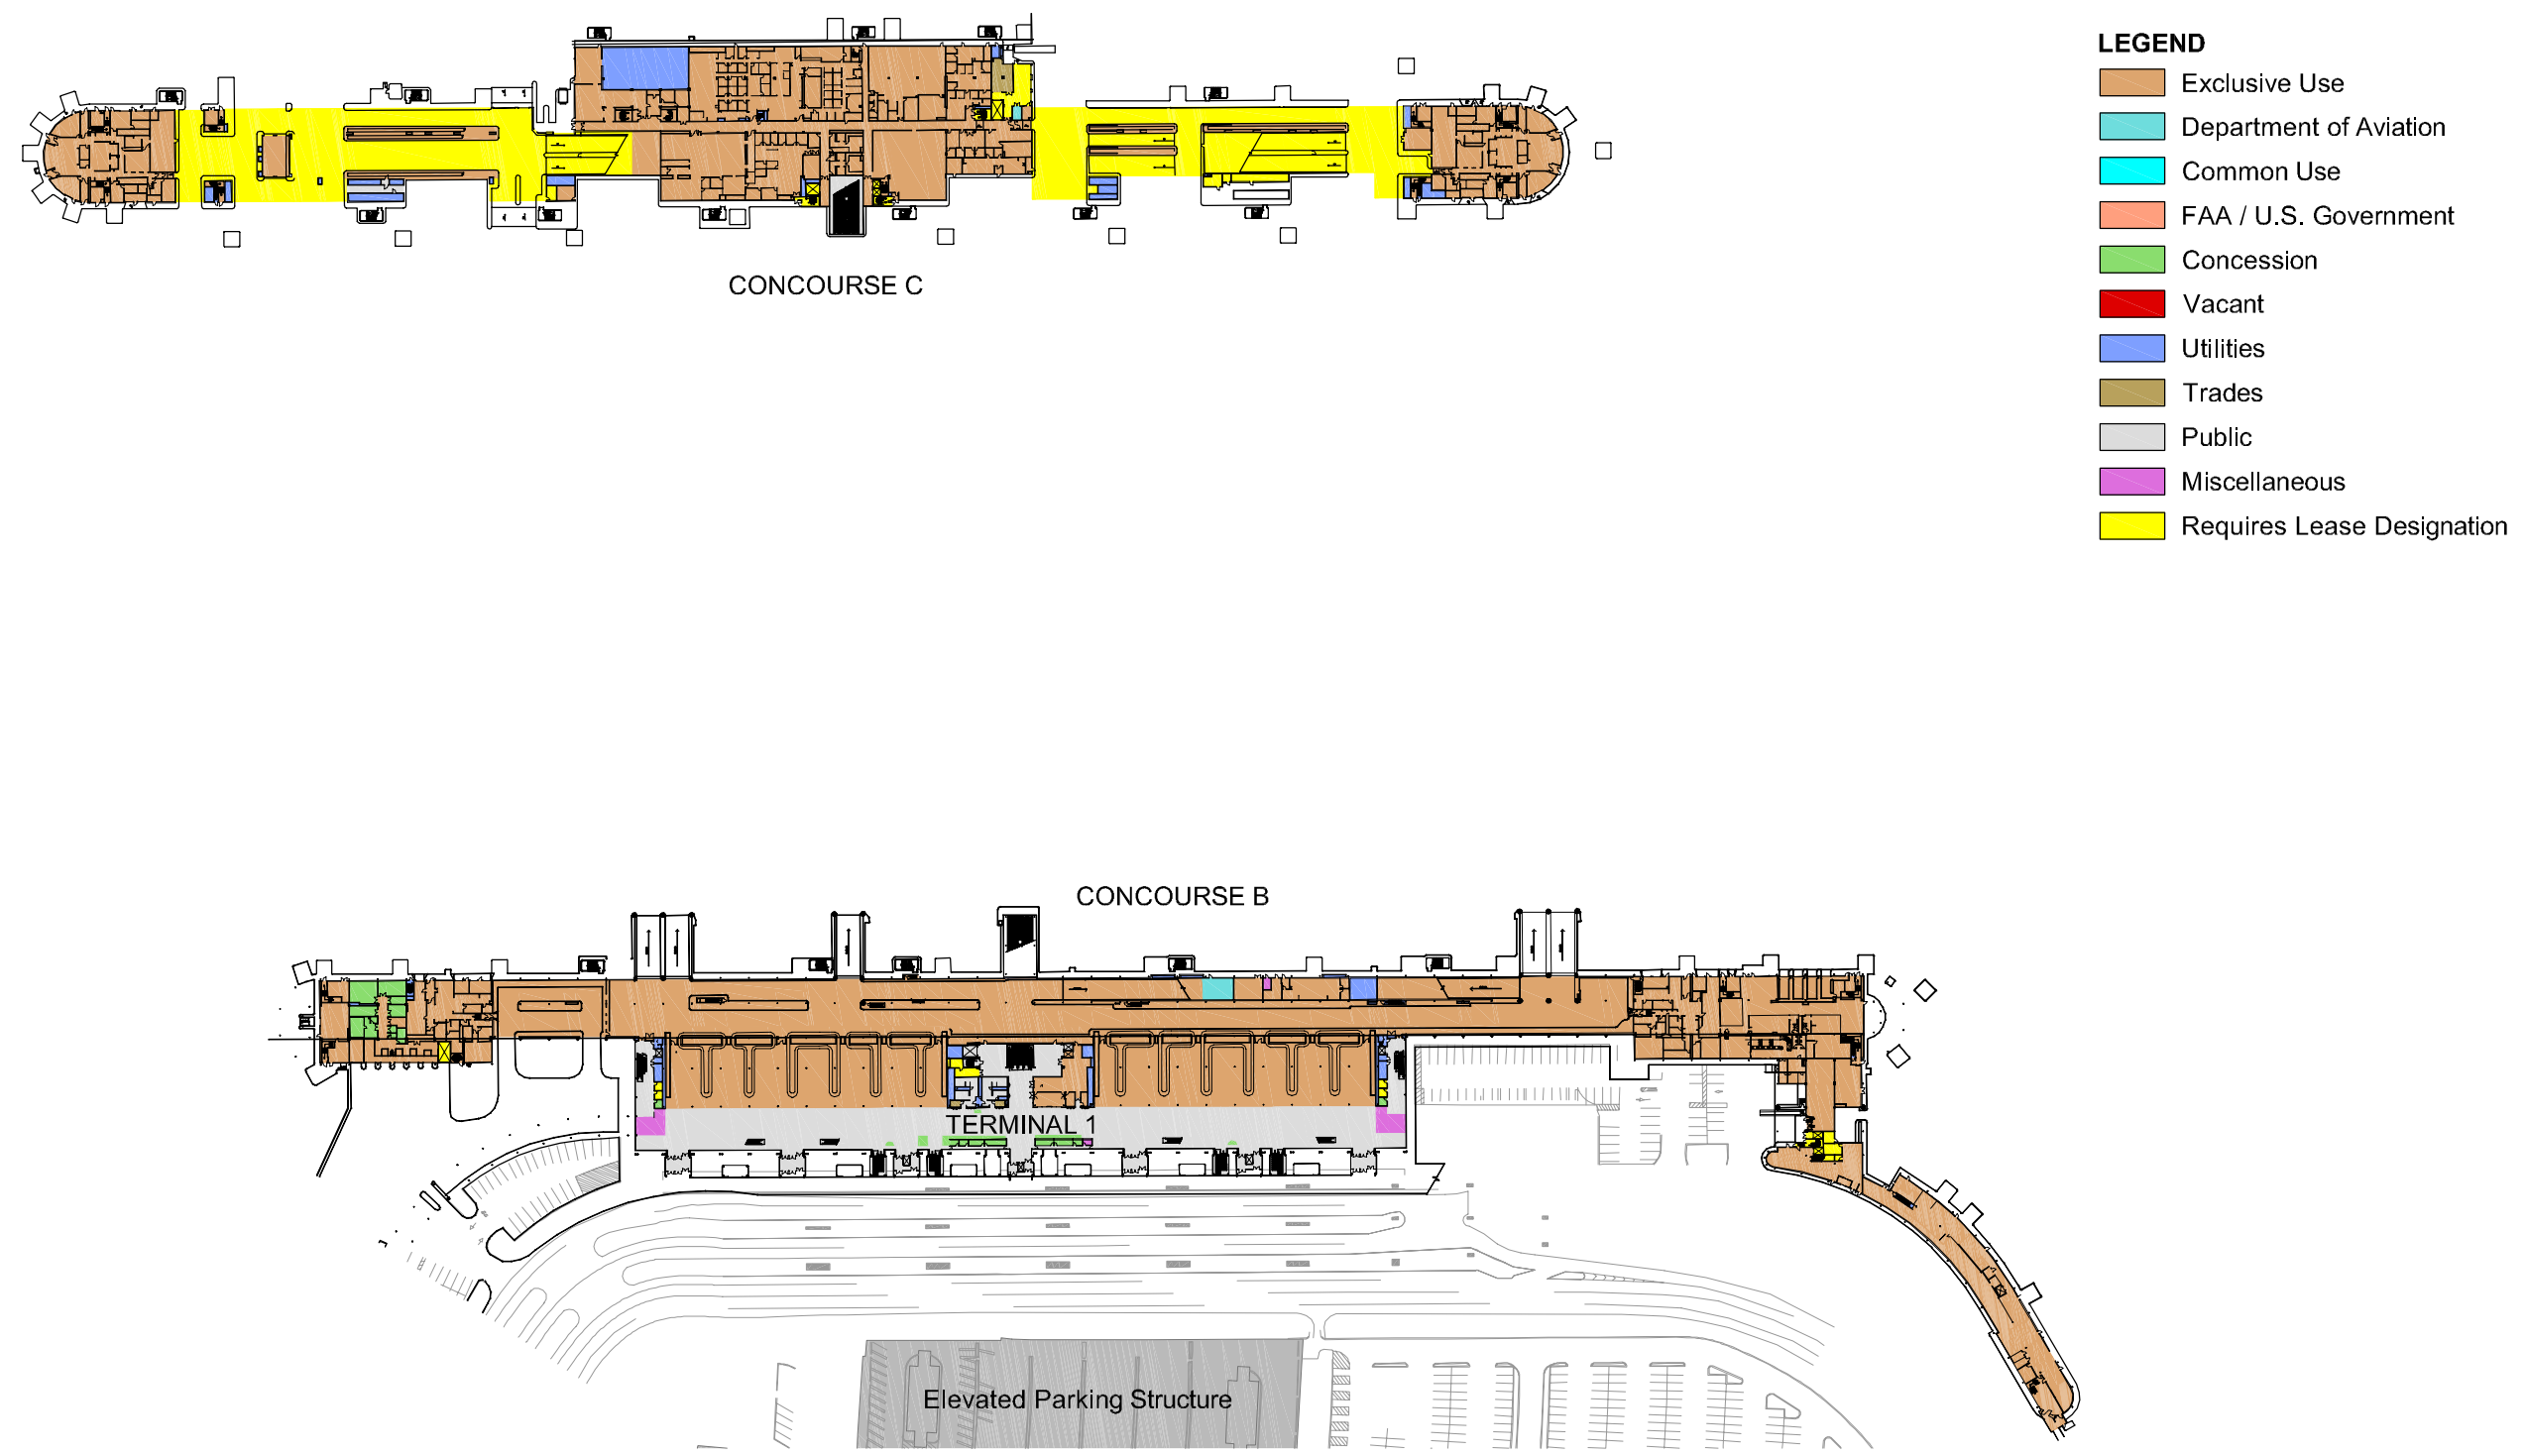 LEGEND
Exclusive Use
Department of Aviation
Common Use
FAA / U.S. Government
Concession
Vacant
Utilities
Trades
Public
Miscellaneous
Requires Lease Designation
CONCOURSE C
CONCOURSE B
TERMINAL 1
Elevated Parking Structure